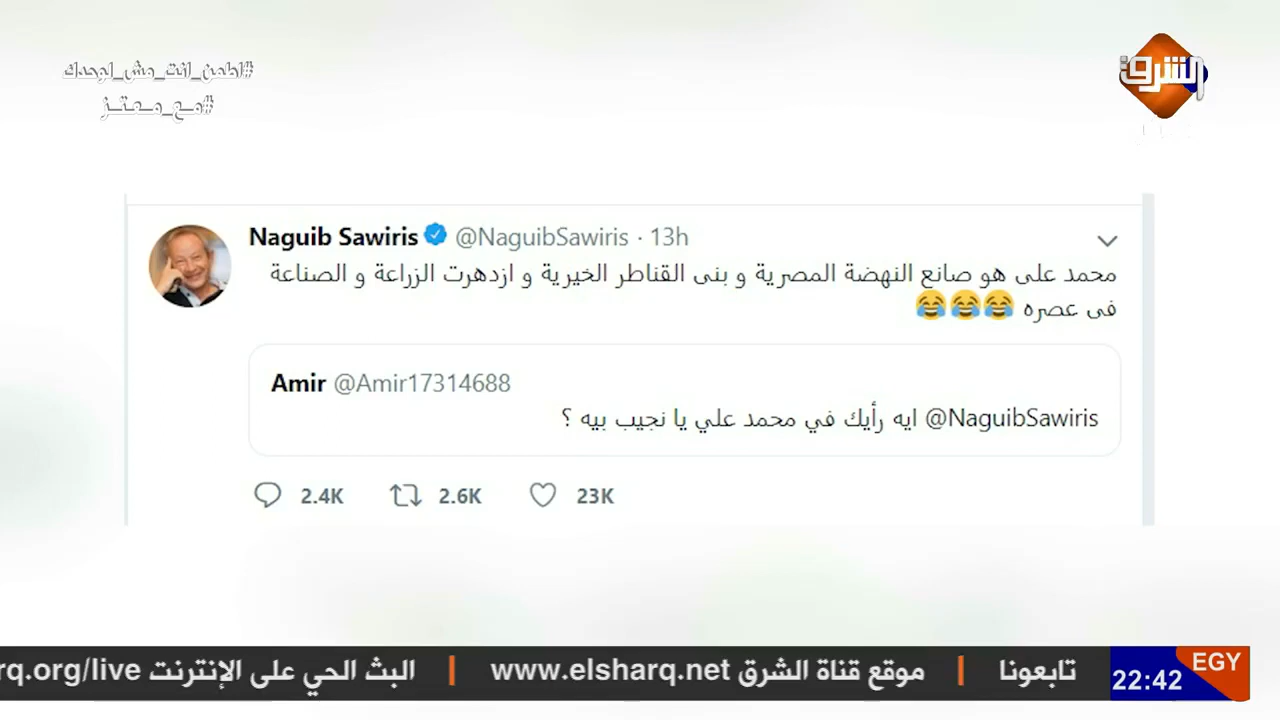 #اطمن_انت_مش_لوحدك
#مـع_مـعـتـز
الشرق
Naguib Sawiris @NaguibSawiris · 13h
محمد على هو صانع النهضة المصرية و بنى القناطر الخيرية و ازدهرت الزراعة و الصناعة
فى عصره 😂😂😂
Amir @Amir17314688
@NaguibSawiris ايه رأيك في محمد علي يا نجيب بيه ؟
2.4K 2.6K 23K
EGY
22:42
تابعونا | موقع قناة الشرق www.elsharq.net | البث الحي على الإنترنت rq.org/live